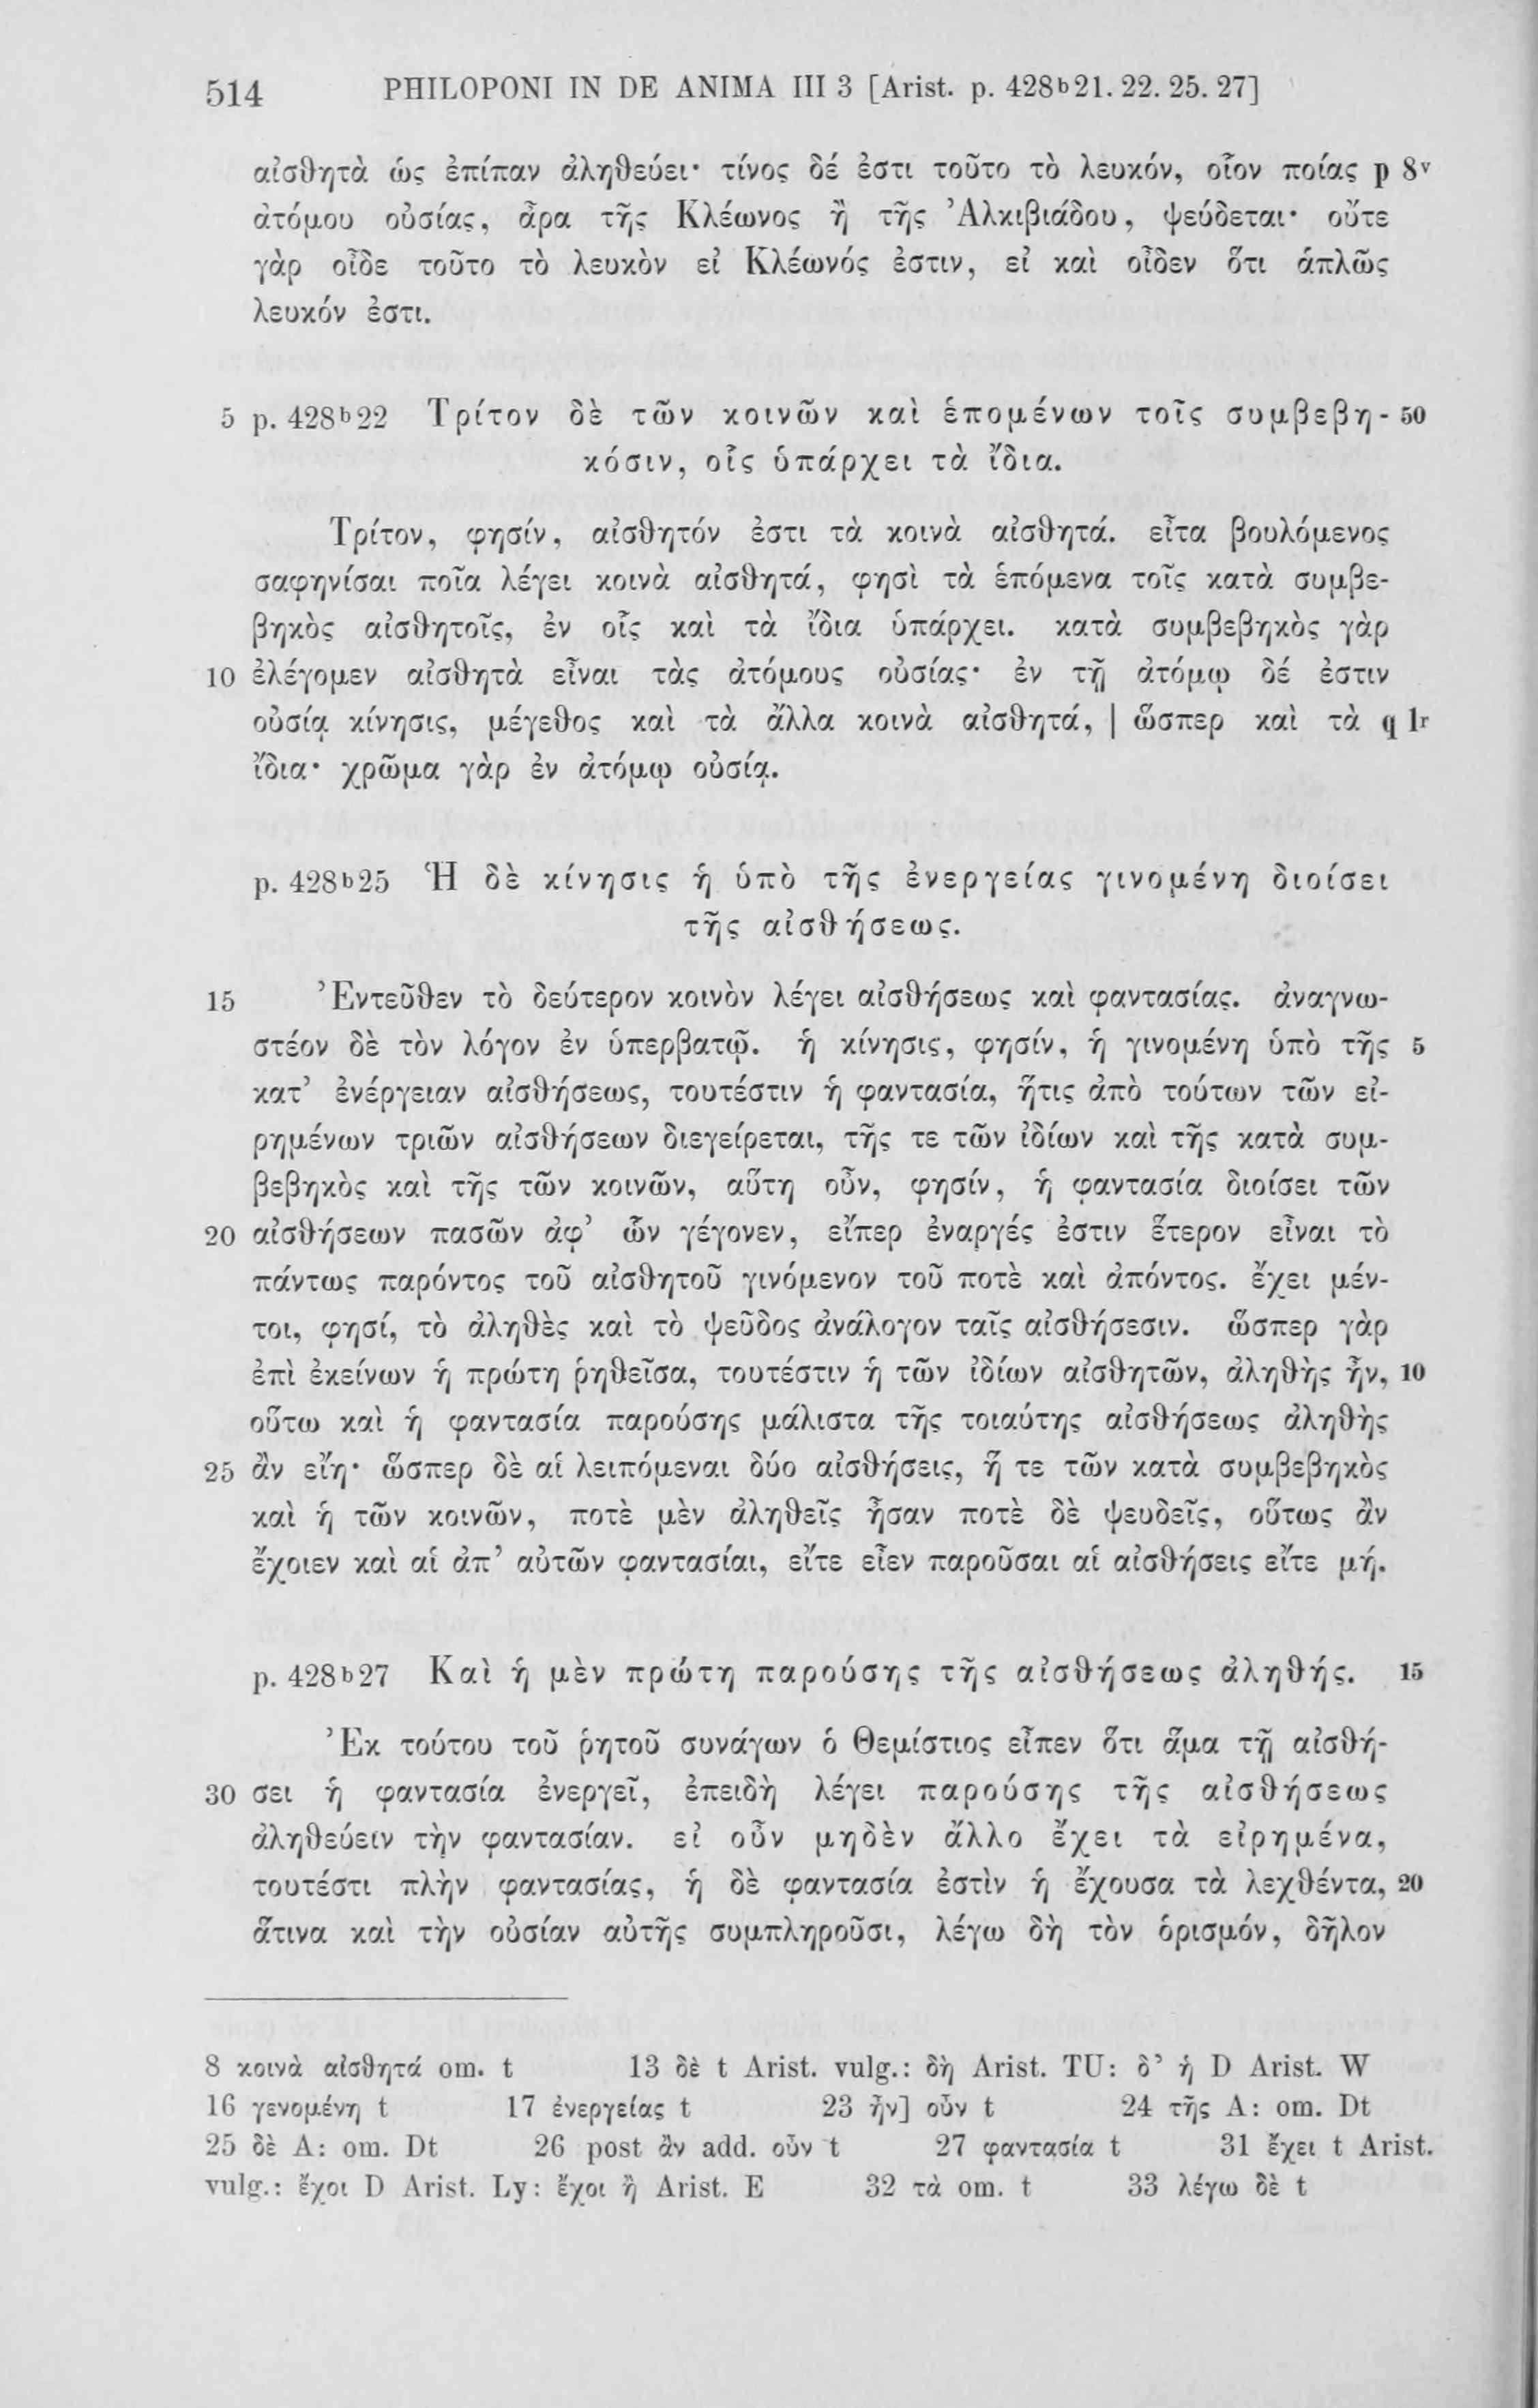 514 PHILOPONI IN DE ANIMA III 3 [Arist. p. 428b21. 22. 25. 27]
αἰσθητὰ ὡς ἐπίπαν ἀληθεύει· τίνος δέ ἐστι τοῦτο τὸ λευκόν, οἷον ποίας p 8v
ἀτόμου οὐσίας, ἆρα τῆς Κλέωνος ἢ τῆς Ἀλκιβιάδου, ψεύδεται· οὔτε
γὰρ οἶδε τοῦτο τὸ λευκὸν εἰ Κλέωνός ἐστιν, εἰ καὶ οἶδεν ὅτι ἁπλῶς
λευκόν ἐστι.
5 p. 428b22 Τρίτον δὲ τῶν κοινῶν καὶ ἑπομένων τοῖς συμβεβη- 50
κόσιν, οἷς ὑπάρχει τὰ ἴδια.
Τρίτον, φησίν, αἰσθητόν ἐστι τὰ κοινὰ αἰσθητά. εἶτα βουλόμενος
σαφηνίσαι ποῖα λέγει κοινὰ αἰσθητά, φησὶ τὰ ἑπόμενα τοῖς κατὰ συμβε-
βηκὸς αἰσθητοῖς, ἐν οἷς καὶ τὰ ἴδια ὑπάρχει. κατὰ συμβεβηκὸς γὰρ
10 ἐλέγομεν αἰσθητὰ εἶναι τὰς ἀτόμους οὐσίας· ἐν τῇ ἀτόμῳ δέ ἐστιν
οὐσίᾳ κίνησις, μέγεθος καὶ τὰ ἄλλα κοινὰ αἰσθητά, | ὥσπερ καὶ τὰ q 1r
ἴδια· χρῶμα γὰρ ἐν ἀτόμῳ οὐσίᾳ.
p. 428b25 Ἡ δὲ κίνησις ἡ ὑπὸ τῆς ἐνεργείας γινομένη διοίσει
τῆς αἰσθήσεως.
15 Ἐντεῦθεν τὸ δεύτερον κοινὸν λέγει αἰσθήσεως καὶ φαντασίας. ἀναγνω-
στέον δὲ τὸν λόγον ἐν ὑπερβατῷ. ἡ κίνησις, φησίν, ἡ γινομένη ὑπὸ τῆς 5
κατ’ ἐνέργειαν αἰσθήσεως, τουτέστιν ἡ φαντασία, ἥτις ἀπὸ τούτων τῶν εἰ-
ρημένων τριῶν αἰσθήσεων διεγείρεται, τῆς τε τῶν ἰδίων καὶ τῆς κατὰ συμ-
βεβηκὸς καὶ τῆς τῶν κοινῶν, αὕτη οὖν, φησίν, ἡ φαντασία διοίσει τῶν
20 αἰσθήσεων πασῶν ἀφ’ ὧν γέγονεν, εἴπερ ἐναργές ἐστιν ἕτερον εἶναι τὸ
πάντως παρόντος τοῦ αἰσθητοῦ γινόμενον τοῦ ποτὲ καὶ ἀπόντος. ἔχει μέν-
τοι, φησί, τὸ ἀληθὲς καὶ τὸ ψεῦδος ἀνάλογον ταῖς αἰσθήσεσιν. ὥσπερ γὰρ
ἐπὶ ἐκείνων ἡ πρώτη ῥηθεῖσα, τουτέστιν ἡ τῶν ἰδίων αἰσθητῶν, ἀληθὴς ἦν, 10
οὕτω καὶ ἡ φαντασία παρούσης μάλιστα τῆς τοιαύτης αἰσθήσεως ἀληθὴς
25 ἂν εἴη· ὥσπερ δὲ αἱ λειπόμεναι δύο αἰσθήσεις, ἥ τε τῶν κατὰ συμβεβηκὸς
καὶ ἡ τῶν κοινῶν, ποτὲ μὲν ἀληθεῖς ἦσαν ποτὲ δὲ ψευδεῖς, οὕτως ἂν
ἔχοιεν καὶ αἱ ἀπ’ αὐτῶν φαντασίαι, εἴτε εἶεν παροῦσαι αἱ αἰσθήσεις εἴτε μή.
p. 428b27 Καὶ ἡ μὲν πρώτη παρούσης τῆς αἰσθήσεως ἀληθής. 15
Ἐκ τούτου τοῦ ῥητοῦ συνάγων ὁ Θεμίστιος εἶπεν ὅτι ἅμα τῇ αἰσθή-
30 σει ἡ φαντασία ἐνεργεῖ, ἐπειδὴ λέγει παρούσης τῆς αἰσθήσεως
ἀληθεύειν τὴν φαντασίαν. εἰ οὖν μηδὲν ἄλλο ἔχει τὰ εἰρημένα,
τουτέστι πλὴν φαντασίας, ἡ δὲ φαντασία ἐστὶν ἡ ἔχουσα τὰ λεχθέντα, 20
ἅτινα καὶ τὴν οὐσίαν αὐτῆς συμπληροῦσι, λέγω δὴ τὸν ὁρισμόν, δῆλον
8 κοινὰ αἰσθητά om. t 13 δὲ t Arist. vulg.: δὴ Arist. TU: δ’ ἡ D Arist. W
16 γενομένη t 17 ἐνεργείας t 23 ἦν] οὖν t 24 τῆς A: om. Dt
25 δὲ A: om. Dt 26 post ἂν add. οὖν t 27 φαντασία t 31 ἔχει t Arist.
vulg.: ἔχοι D Arist. Ly: ἔχοι ἢ Arist. E 32 τὰ om. t 33 λέγω δὲ t